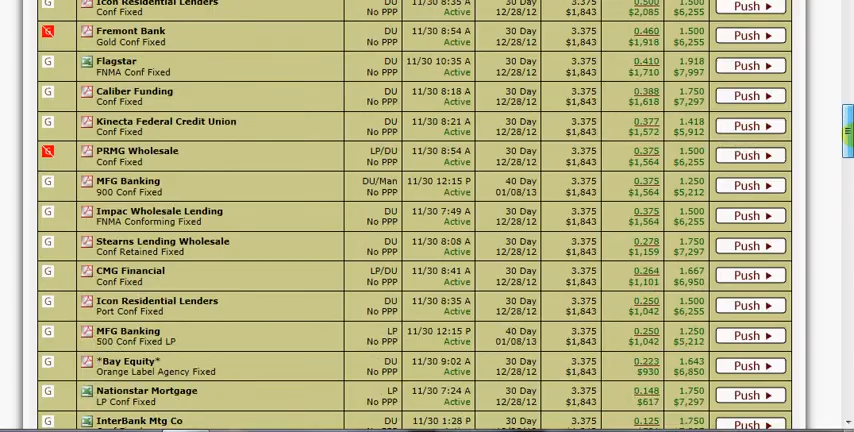 G Icon Residential Lenders DU 11/30 8:35 A 30 Day 3.375 0.500 1.500 Push
Conf Fixed No PPP Active 12/28/12 $1,843 $2,085 $6,255
G Fremont Bank DU 11/30 8:54 A 30 Day 3.375 0.460 1.500 Push
Gold Conf Fixed No PPP Active 12/28/12 $1,843 $1,918 $6,255
G Flagstar DU 11/30 10:35 A 30 Day 3.375 0.410 1.918 Push
FNMA Conf Fixed No PPP Active 12/28/12 $1,843 $1,710 $7,997
G Caliber Funding DU 11/30 8:18 A 30 Day 3.375 0.388 1.750 Push
Conf Fixed No PPP Active 12/28/12 $1,843 $1,618 $7,297
G Kinecta Federal Credit Union DU 11/30 8:21 A 30 Day 3.375 0.377 1.418 Push
Conf Fixed No PPP Active 12/28/12 $1,843 $1,572 $5,912
G PRMG Wholesale LP/DU 11/30 8:54 A 30 Day 3.375 0.375 1.500 Push
Conf Fixed No PPP Active 12/28/12 $1,843 $1,564 $6,255
G MFG Banking DU/Man 11/30 12:15 P 40 Day 3.375 0.375 1.250 Push
900 Conf Fixed No PPP Active 01/08/13 $1,843 $1,564 $5,212
G Impac Wholesale Lending DU 11/30 7:49 A 30 Day 3.375 0.375 1.500 Push
FNMA Conforming Fixed No PPP Active 12/28/12 $1,843 $1,564 $6,255
G Stearns Lending Wholesale DU 11/30 8:08 A 30 Day 3.375 0.278 1.750 Push
Conf Retained Fixed No PPP Active 12/28/12 $1,843 $1,159 $7,297
G CMG Financial LP/DU 11/30 8:41 A 30 Day 3.375 0.264 1.667 Push
Conf Fixed No PPP Active 12/28/12 $1,843 $1,101 $6,950
G Icon Residential Lenders DU 11/30 8:35 A 30 Day 3.375 0.250 1.500 Push
Port Conf Fixed No PPP Active 12/28/12 $1,843 $1,042 $6,255
G MFG Banking LP 11/30 12:15 P 40 Day 3.375 0.250 1.250 Push
500 Conf Fixed LP No PPP Active 01/08/13 $1,843 $1,042 $5,212
G *Bay Equity* DU 11/30 9:02 A 30 Day 3.375 0.223 1.643 Push
Orange Label Agency Fixed No PPP Active 12/28/12 $1,843 $930 $6,850
G Nationstar Mortgage LP 11/30 7:24 A 30 Day 3.375 0.148 1.750 Push
LP Conf Fixed No PPP Active 12/28/12 $1,843 $617 $7,297
G InterBank Mtg Co DU 11/30 1:28 P 30 Day 3.375 0.125 1.750 Push